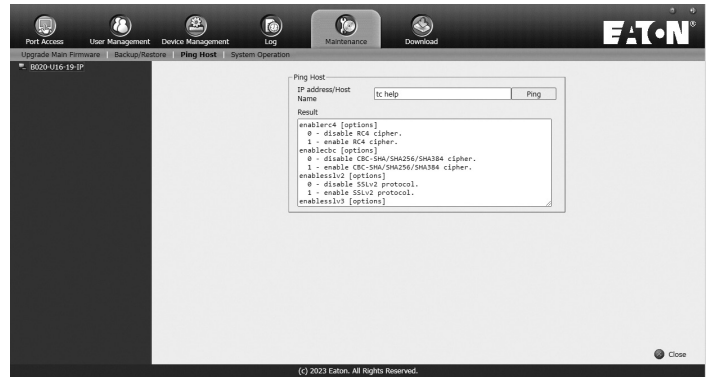 Port Access User Management Device Management Log Maintenance Download
EATON®
Upgrade Main Firmware Backup/Restore Ping Host System Operation
B020-U16-19-IP
Ping Host
IP address/Host
Name
tc help
Ping
Result
enablerc4 [options]
0 - disable RC4 cipher.
1 - enable RC4 cipher.
enablecbc [options]
0 - disable CBC-SHA/SHA256/SHA384 cipher.
1 - enable CBC-SHA/SHA256/SHA384 cipher.
enablesslv2 [options]
0 - disable SSLv2 protocol.
1 - enable SSLv2 protocol.
enablesslv3 [options]
Close
(c) 2023 Eaton. All Rights Reserved.